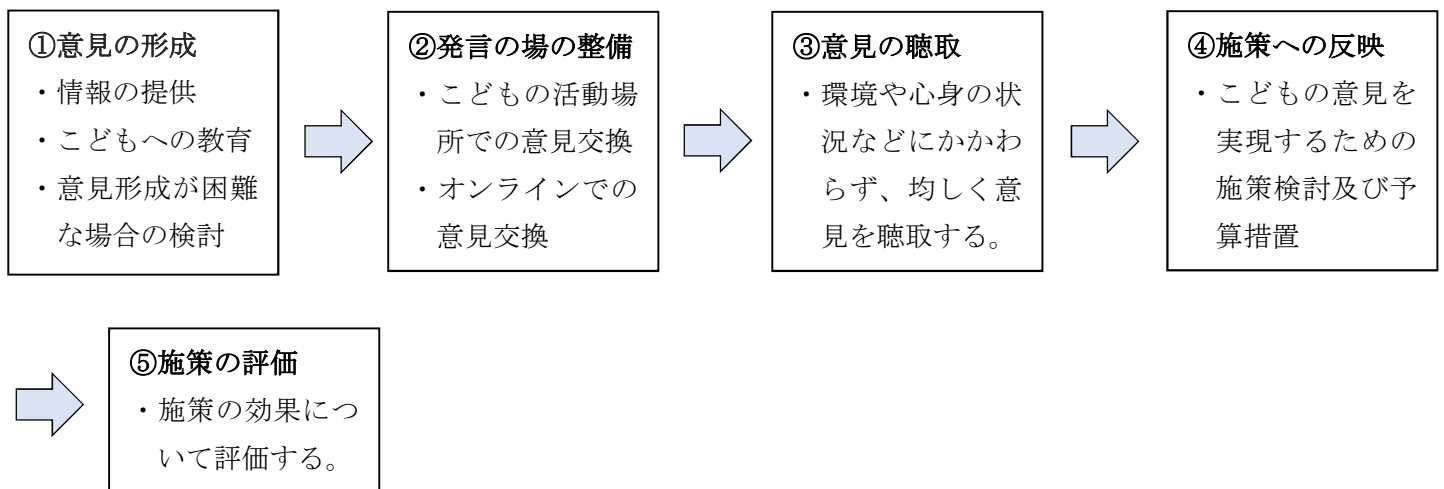 ①意見の形成
・情報の提供
・こどもへの教育
・意見形成が困難
な場合の検討
②発言の場の整備
・こどもの活動場
所での意見交換
・オンラインでの
意見交換
③意見の聴取
・環境や心身の状
況などにかかわ
らず、均しく意
見を聴取する。
④施策への反映
・こどもの意見を
実現するための
施策検討及び予
算措置
⑤施策の評価
・施策の効果につ
いて評価する。